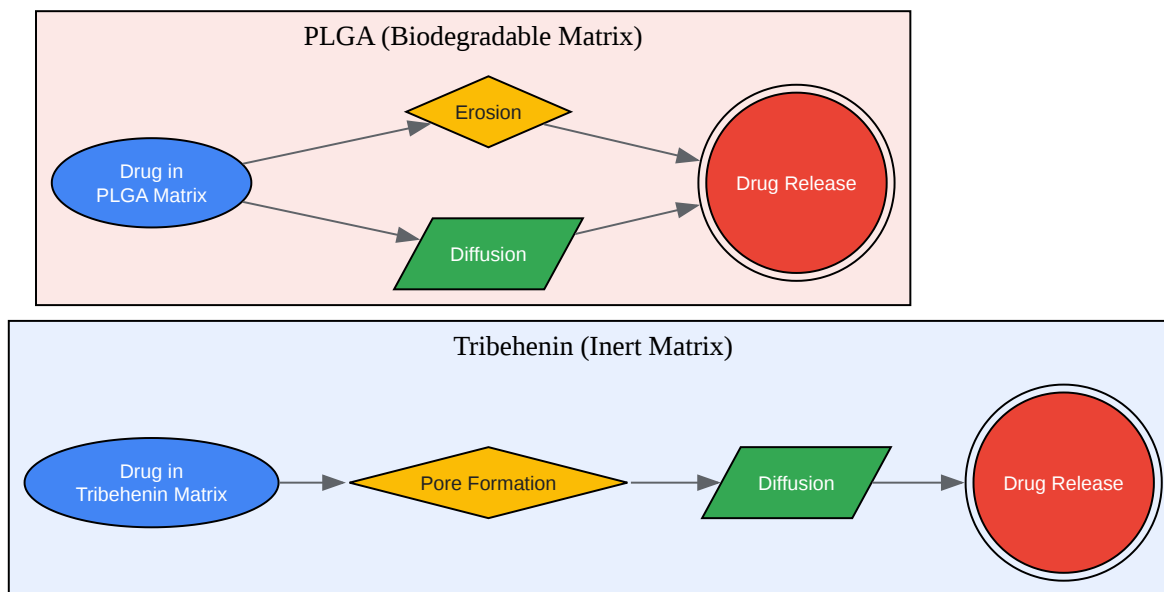 PLGA (Biodegradable Matrix)
Erosion
Drug in
PLGA Matrix
Drug Release
Diffusion
Tribehenin (Inert Matrix)
Drug in
Tribehenin Matrix
Pore Formation
Diffusion
Drug Release